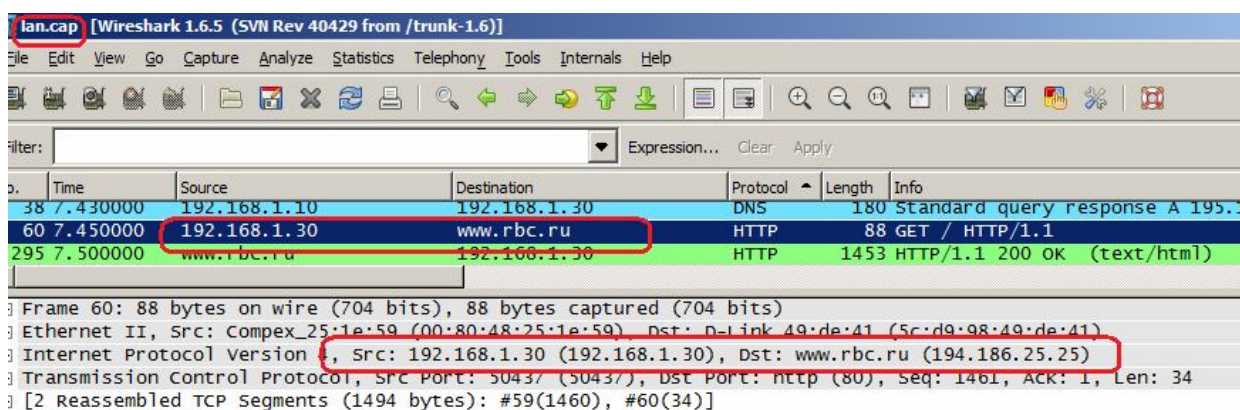 lan.cap [Wireshark 1.6.5 (SVN Rev 40429 from /trunk-1.6)]
File Edit View Go Capture Analyze Statistics Telephony Tools Internals Help
Filter: Expression... Clear Apply
o. Time Source Destination Protocol Length Info
38 7.430000 192.168.1.10 192.168.1.30 DNS 180 Standard query response A 195.1
60 7.450000 192.168.1.30 www.rbc.ru HTTP 88 GET / HTTP/1.1
295 7.500000 www.rbc.ru 192.168.1.30 HTTP 1453 HTTP/1.1 200 OK (text/html)
Frame 60: 88 bytes on wire (704 bits), 88 bytes captured (704 bits)
Ethernet II, Src: Compex_25:1e:59 (00:80:48:25:1e:59), Dst: D-Link_49:de:41 (5c:d9:98:49:de:41)
Internet Protocol Version 4, Src: 192.168.1.30 (192.168.1.30), Dst: www.rbc.ru (194.186.25.25)
Transmission Control Protocol, Src Port: 50437 (50437), Dst Port: http (80), Seq: 1461, Ack: 1, Len: 34
[2 Reassembled TCP Segments (1494 bytes): #59(1460), #60(34)]